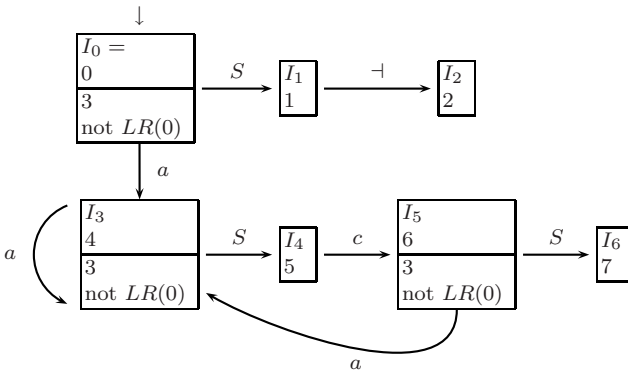 ↓
I₀ =
0
3
not LR(0)
S
I₁
1
⊣
I₂
2
a
a
I₃
4
3
not LR(0)
S
I₄
5
c
I₅
6
3
not LR(0)
S
I₆
7
a